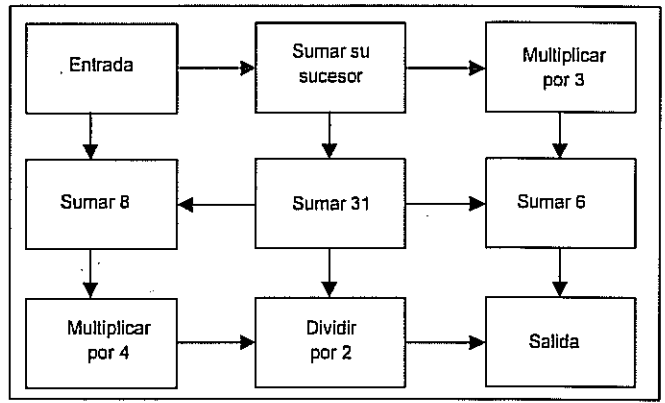 Entrada
Sumar su
sucesor
Multiplicar
por 3
Sumar 8
Sumar 31
Sumar 6
Multiplicar
por 4
Dividir
por 2
Salida